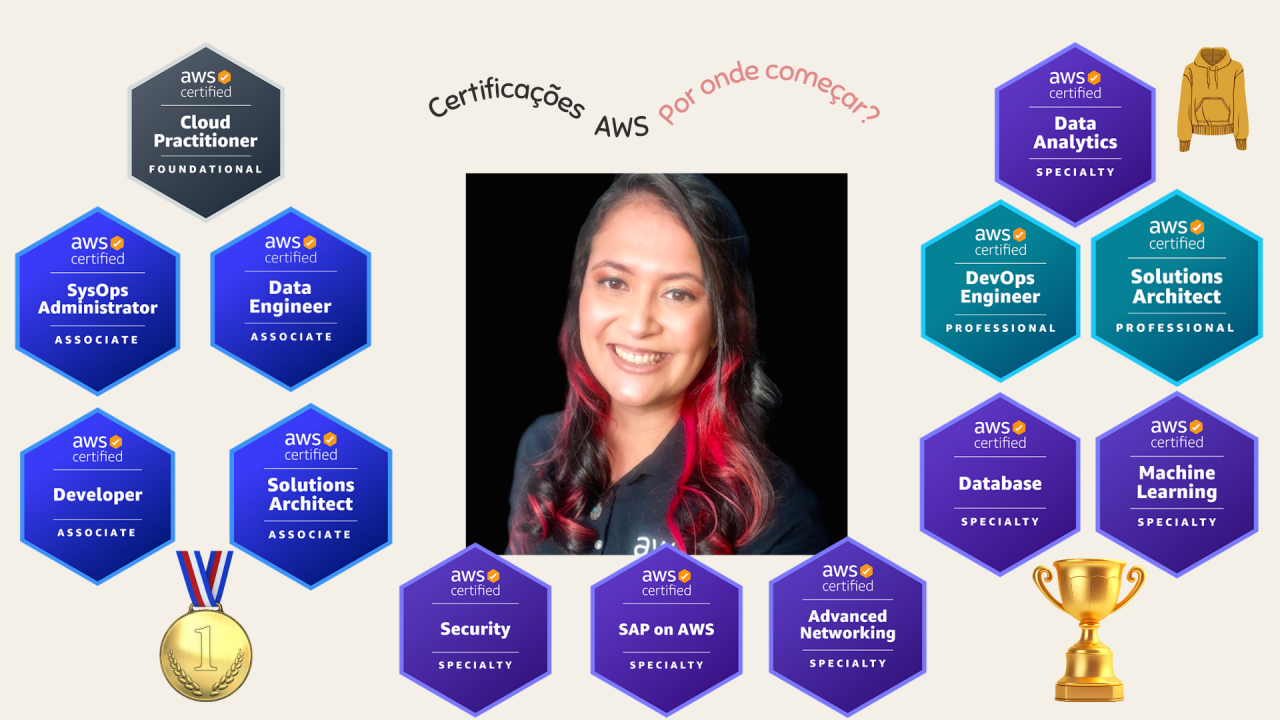 Certificações
AWS
por onde começar?
aws
certified
Cloud
Practitioner
FOUNDATIONAL
aws
certified
SysOps
Administrator
ASSOCIATE
aws
certified
Data
Engineer
ASSOCIATE
aws
certified
Developer
ASSOCIATE
aws
certified
Solutions
Architect
ASSOCIATE
1
aws
aws
certified
Security
SPECIALTY
aws
certified
SAP on AWS
SPECIALTY
aws
certified
Advanced
Networking
SPECIALTY
aws
certified
Data
Analytics
SPECIALTY
aws
certified
DevOps
Engineer
PROFESSIONAL
aws
certified
Solutions
Architect
PROFESSIONAL
aws
certified
Database
SPECIALTY
aws
certified
Machine
Learning
SPECIALTY